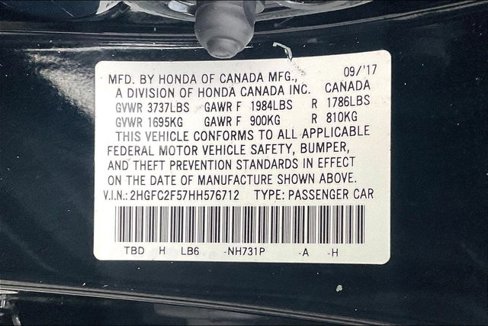 MFD. BY HONDA OF CANADA MFG., 09/'17
A DIVISION OF HONDA CANADA INC. CANADA
GVWR 3737LBS GAWR F 1984LBS R 1786LBS
GVWR 1695KG GAWR F 900KG R 810KG
THIS VEHICLE CONFORMS TO ALL APPLICABLE
FEDERAL MOTOR VEHICLE SAFETY, BUMPER,
AND THEFT PREVENTION STANDARDS IN EFFECT
ON THE DATE OF MANUFACTURE SHOWN ABOVE.
V.I.N.: 2HGFC2F57HH576712 TYPE: PASSENGER CAR
TBD H LB6 -NH731P -A -H